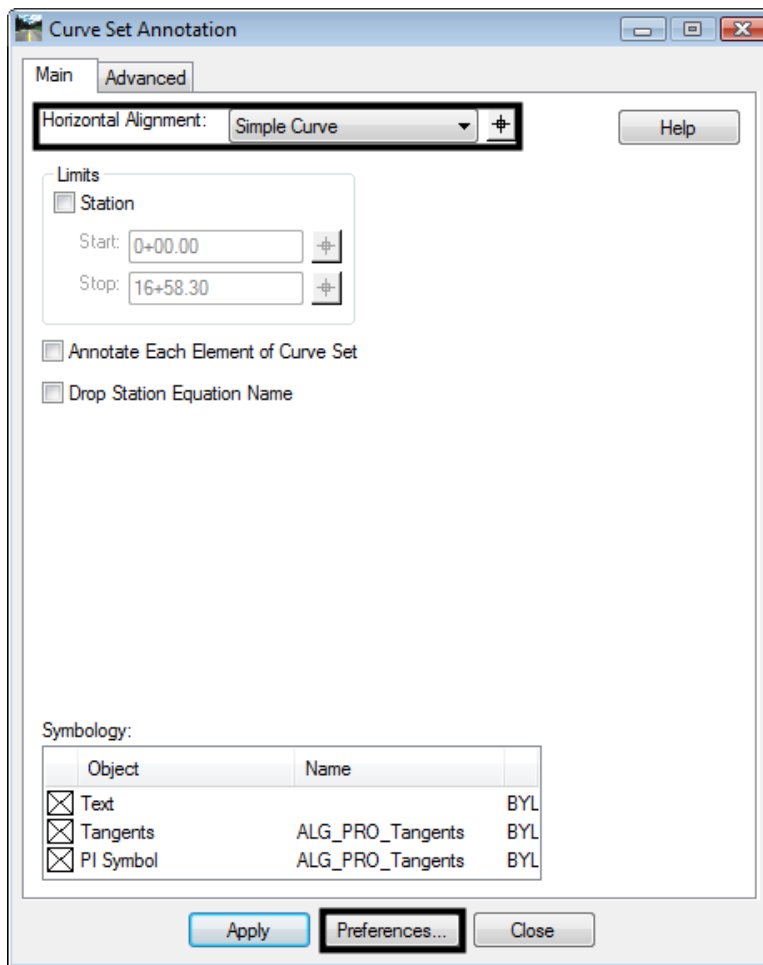 Curve Set Annotation
Main Advanced
Horizontal Alignment: Simple Curve Help
Limits
Station
Start: 0+00.00
Stop: 16+58.30
Annotate Each Element of Curve Set
Drop Station Equation Name
Symbology:
Object Name
Text BYL
Tangents ALG_PRO_Tangents BYL
PI Symbol ALG_PRO_Tangents BYL
Apply Preferences... Close